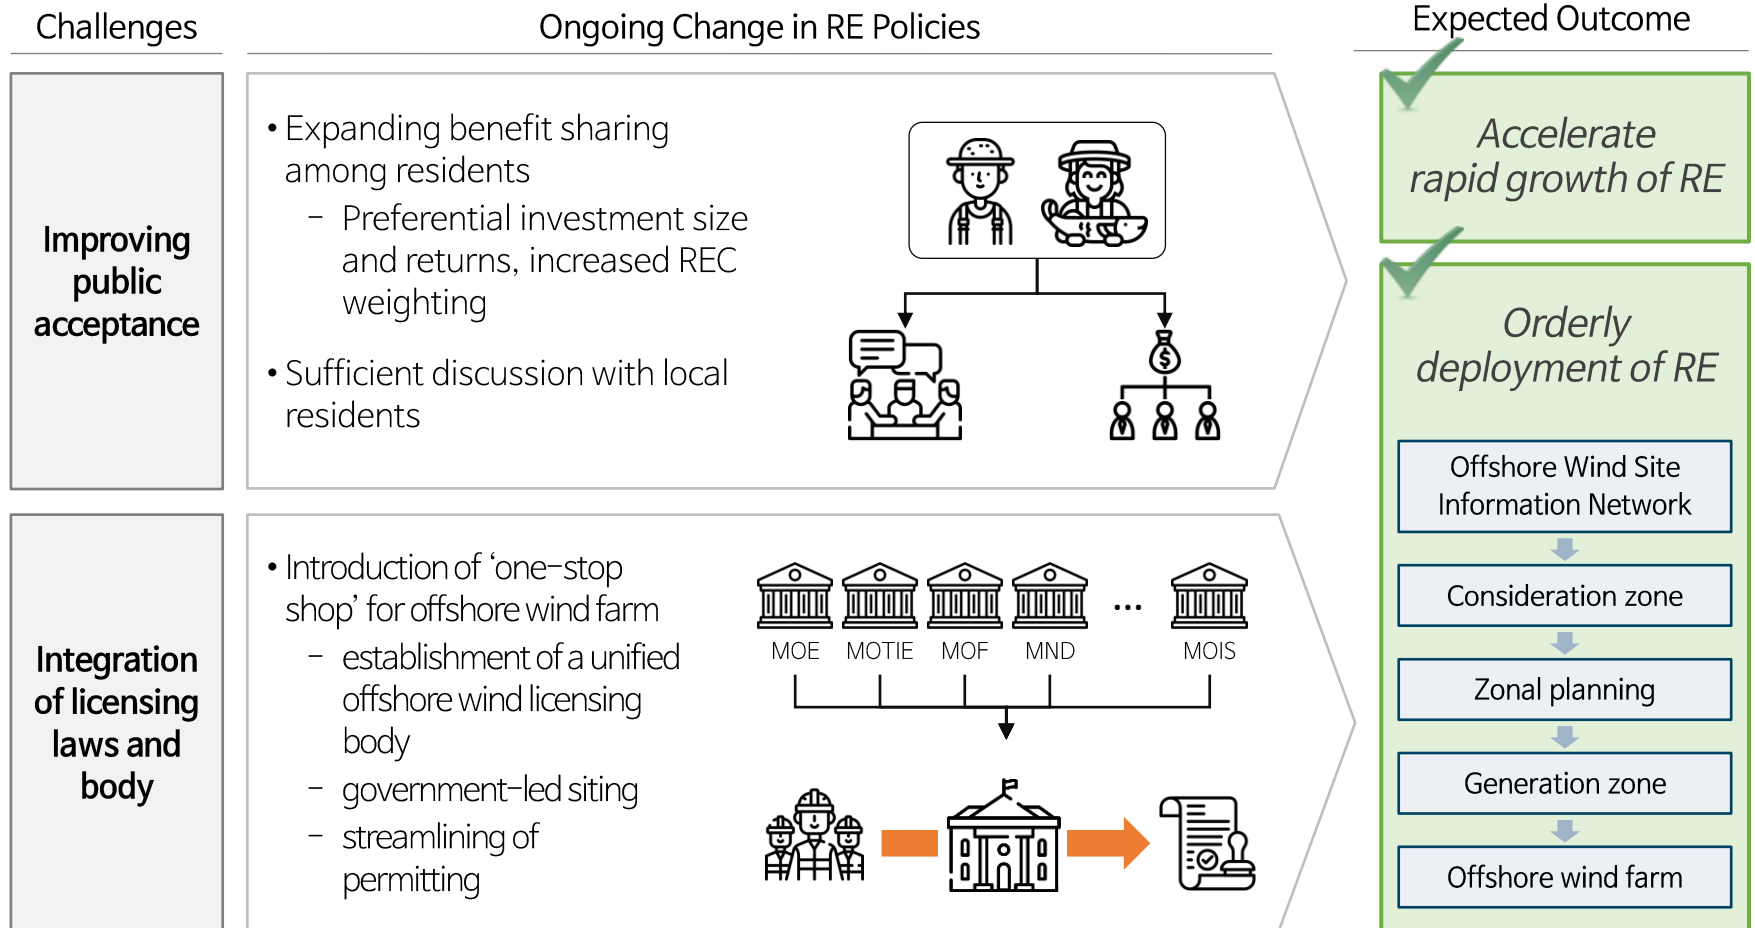 Challenges
Ongoing Change in RE Policies
Expected Outcome
Improving
public
acceptance
• Expanding benefit sharing
among residents
- Preferential investment size
and returns, increased REC
weighting
• Sufficient discussion with local
residents
$
Accelerate
rapid growth of RE
Orderly
deployment of RE
Offshore Wind Site
Information Network
Consideration zone
Zonal planning
Generation zone
Offshore wind farm
Integration
of licensing
laws and
body
• Introduction of ‘one-stop
shop’ for offshore wind farm
- establishment of a unified
offshore wind licensing
body
- government-led siting
- streamlining of
permitting
MOE MOTIE MOF MND ... MOIS